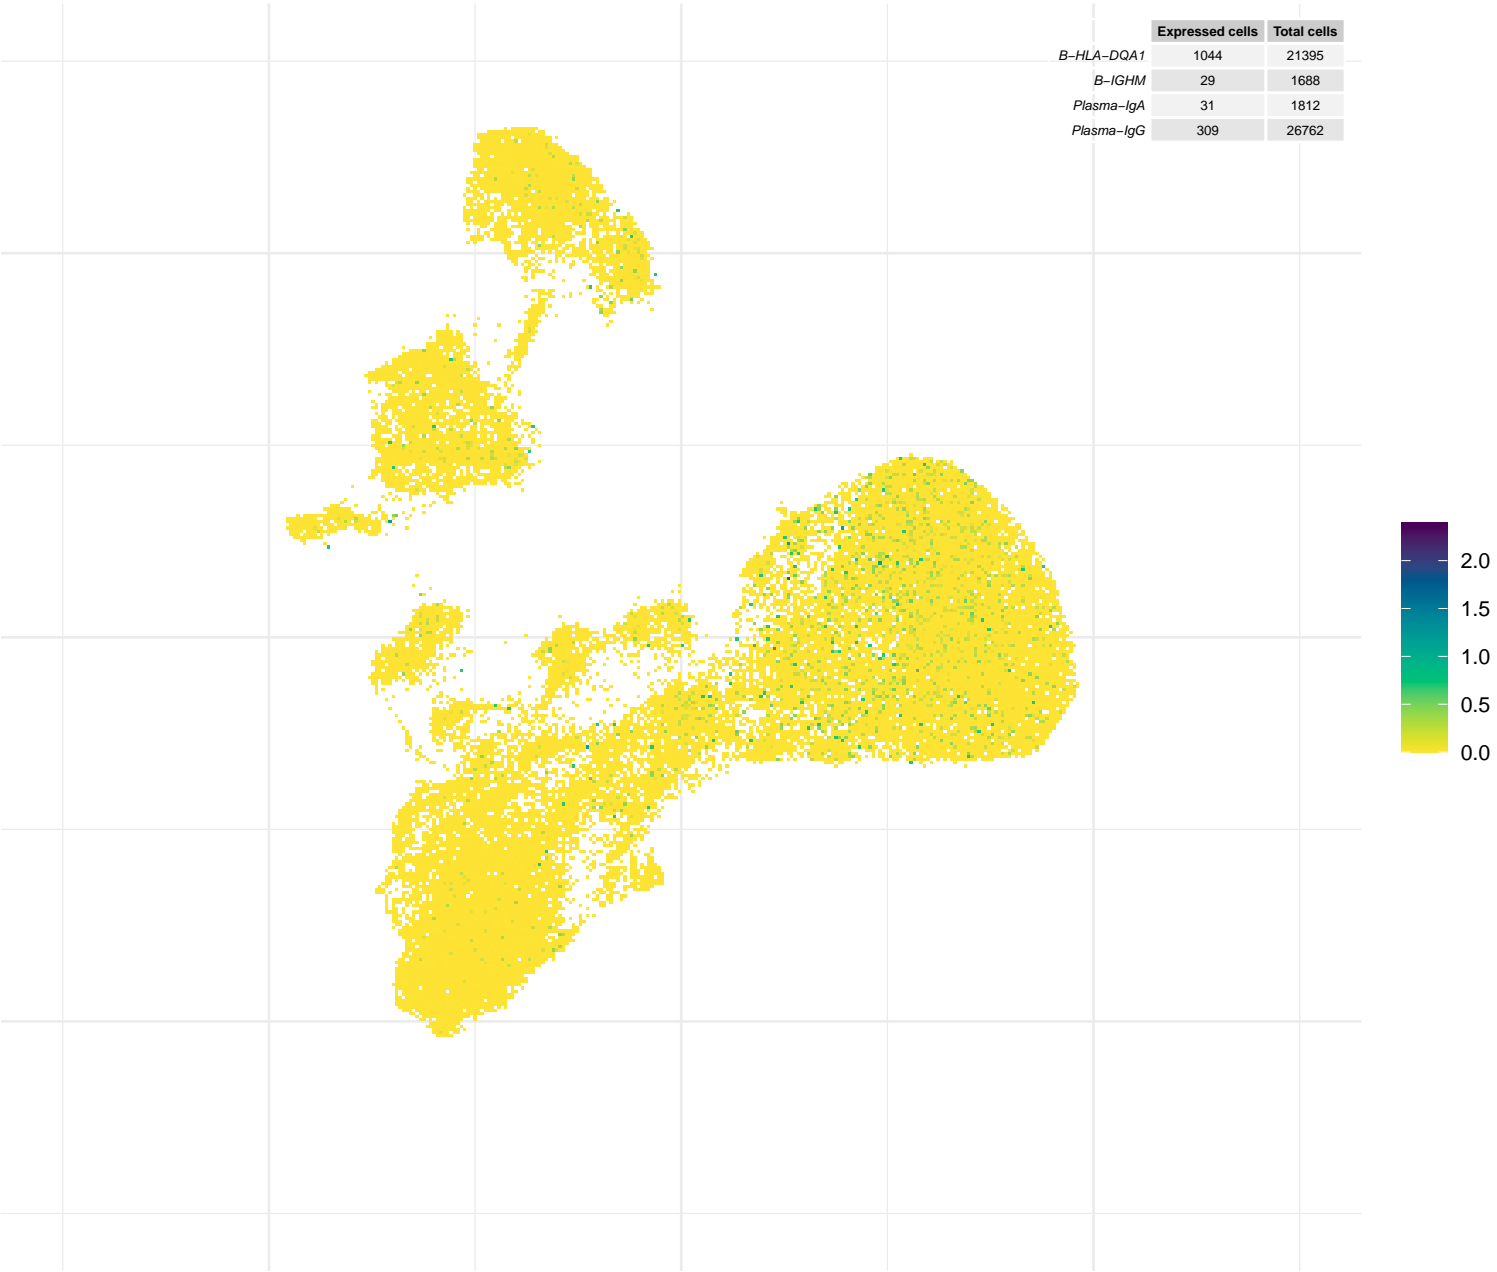 Expressed cells Total cells
B-HLA-DQA1 1044 21395
B-IGHM 29 1688
Plasma-IgA 31 1812
Plasma-IgG 309 26762
2.0
1.5
1.0
0.5
0.0